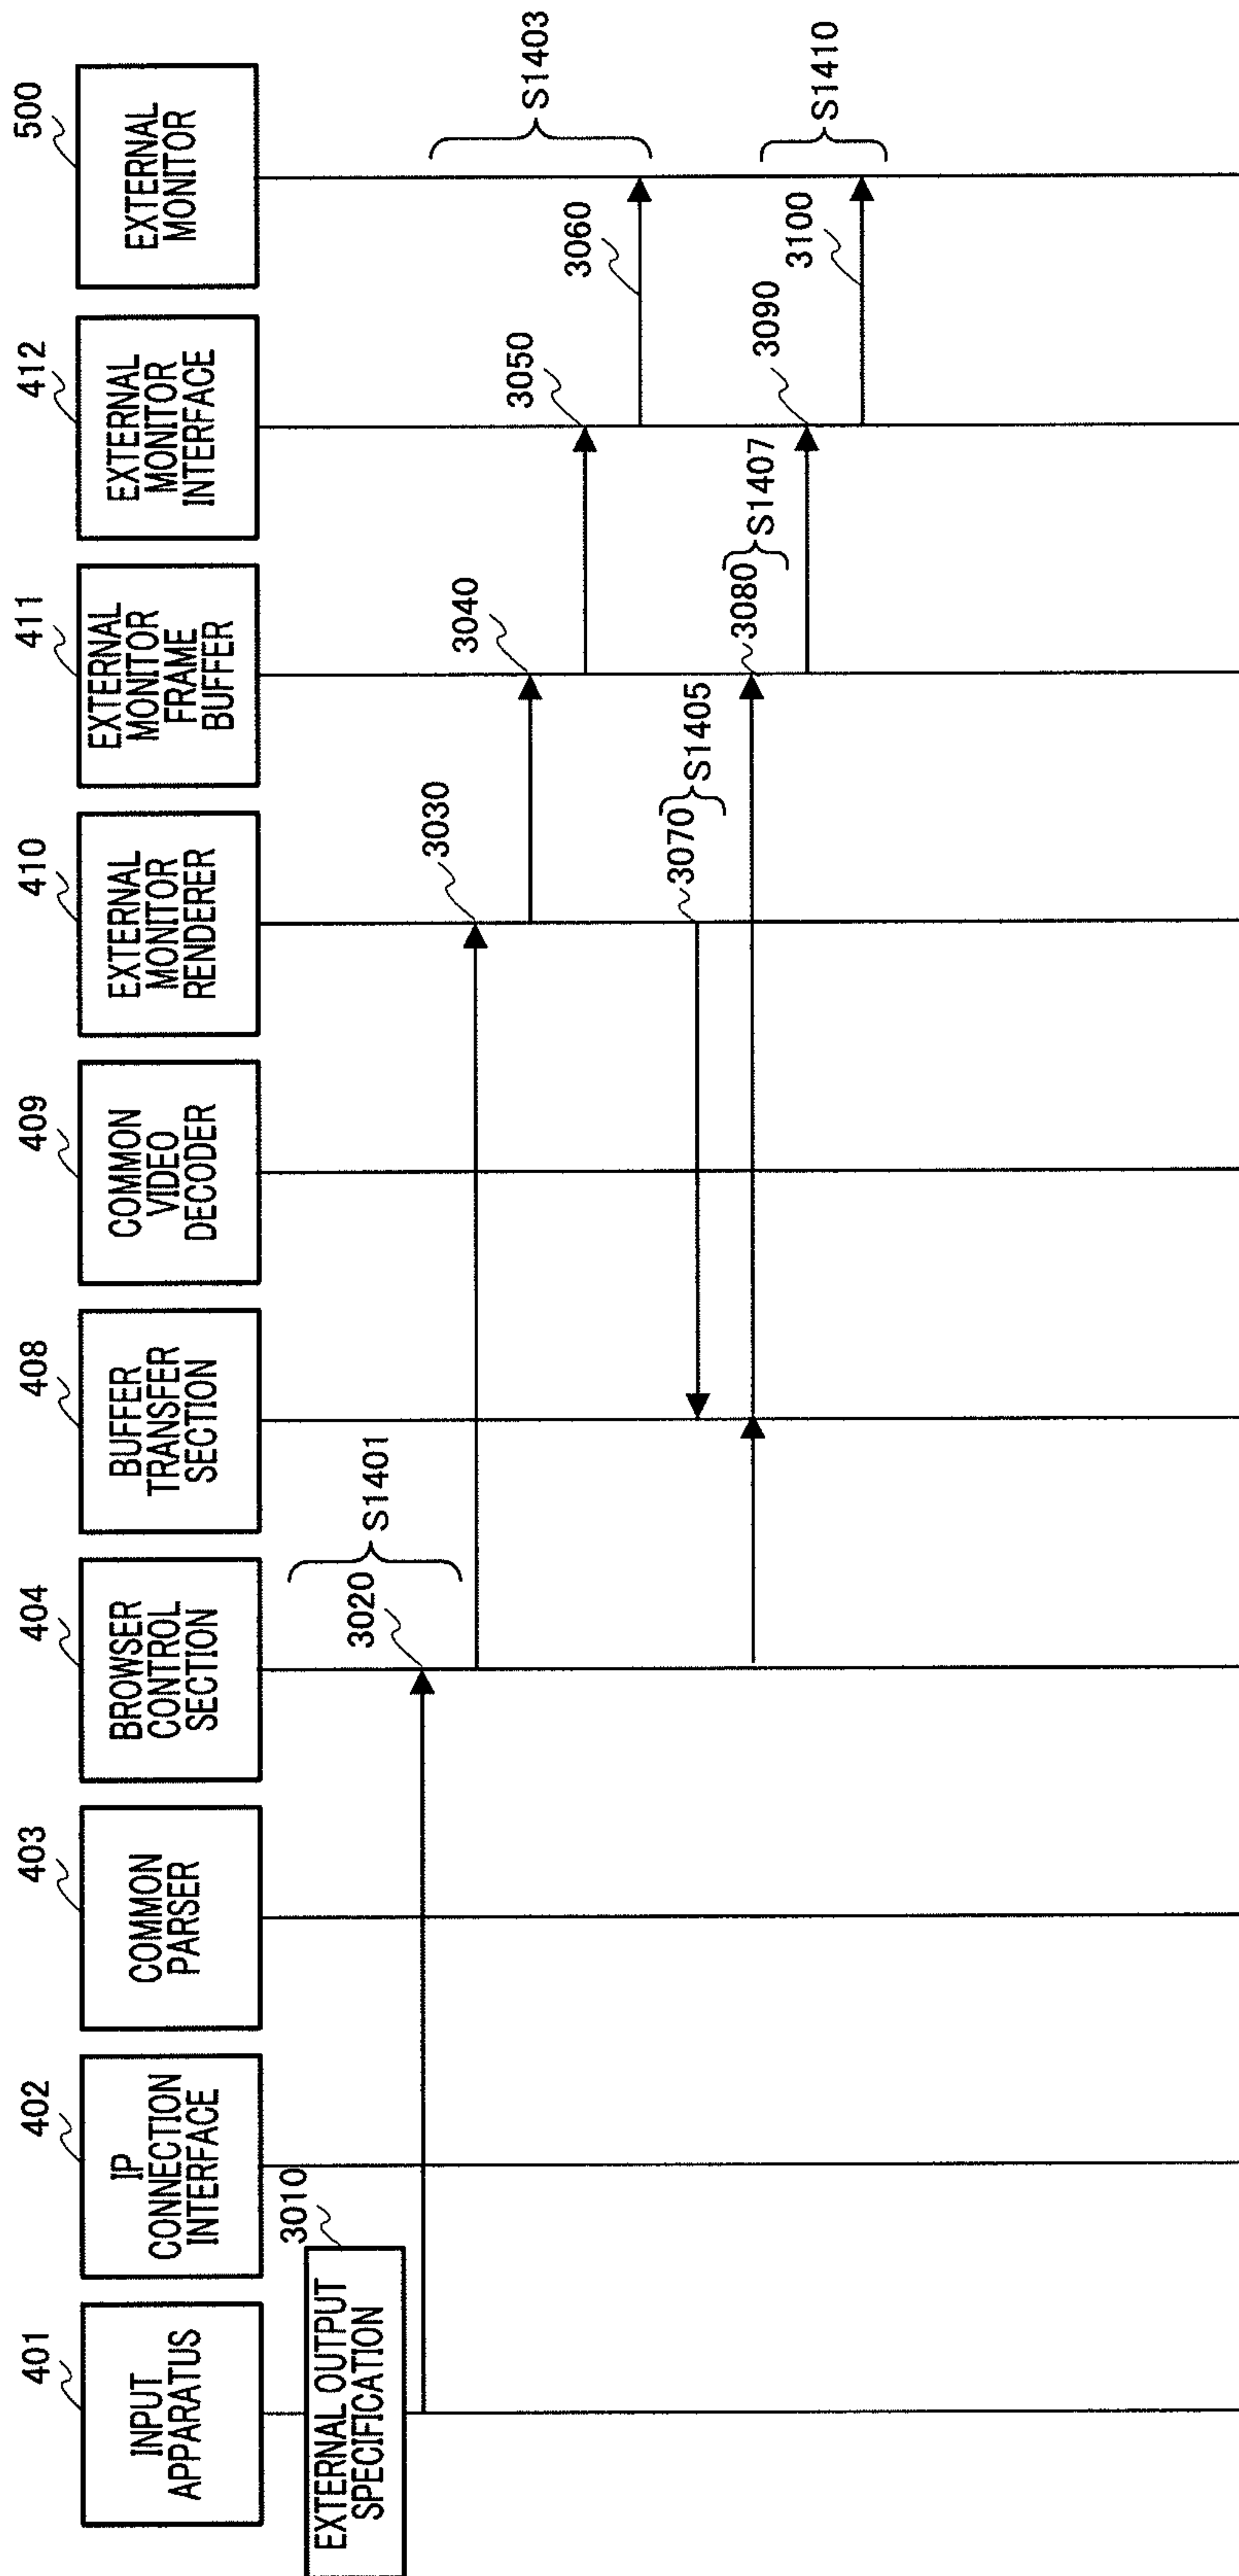 401
INPUT
APPARATUS
402
IP
CONNECTION
INTERFACE
403
COMMON
PARSER
404
BROWSER
CONTROL
SECTION
408
BUFFER
TRANSFER
SECTION
409
COMMON
VIDEO
DECODER
410
EXTERNAL
MONITOR
RENDERER
411
EXTERNAL
MONITOR
FRAME
BUFFER
412
EXTERNAL
MONITOR
INTERFACE
500
EXTERNAL
MONITOR
3010
EXTERNAL OUTPUT
SPECIFICATION
3020
S1401
3030
3040
3050
3060
S1403
3070
S1405
3080
S1407
3090
3100
S1410